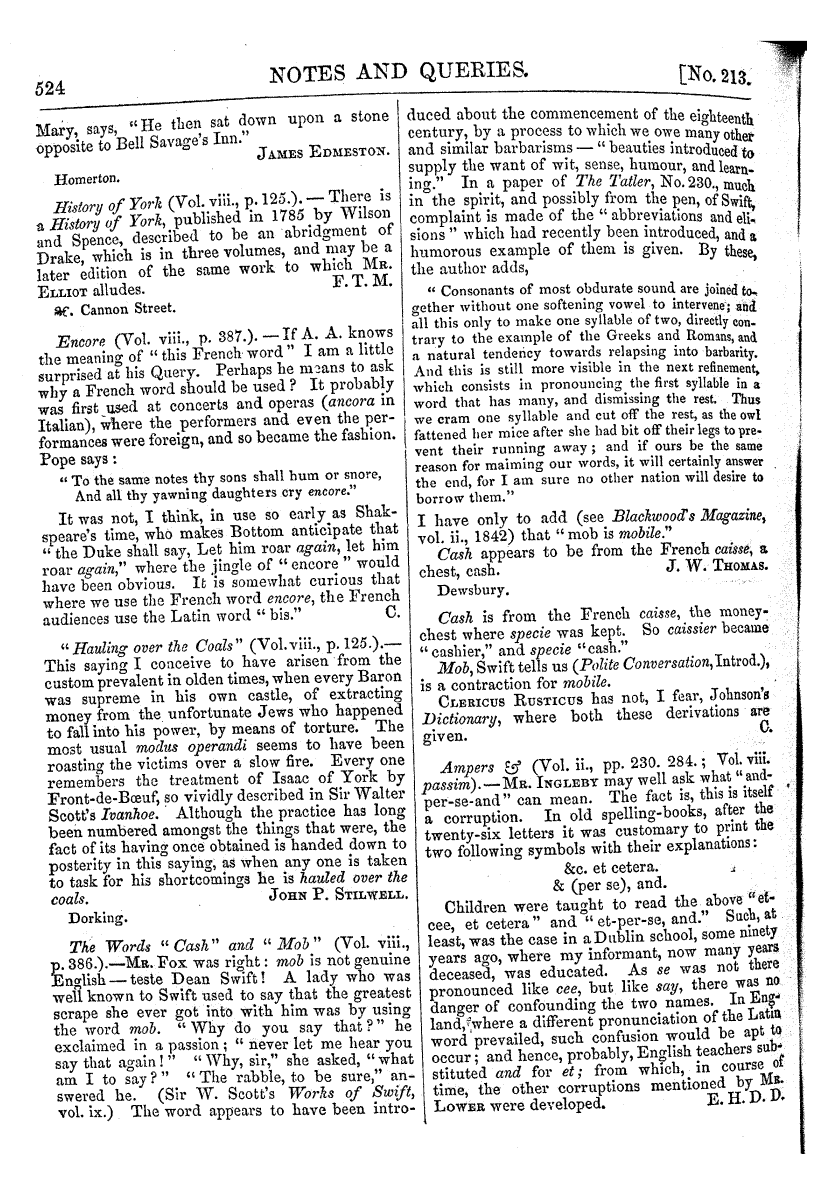 524
NOTES AND QUERIES.
[No. 213.
Mary, says, “He then sat down upon a stone
opposite to Bell Savage's Inn.”
JAMES EDMESTON.
Homerton.
History of York (Vol. viii., p. 125.). — There is
a History of York, published in 1785 by Wilson
and Spence, described to be an abridgment of
Drake, which is in three volumes, and may be a
later edition of the same work to which MR.
ELLIOT alludes. F. T. M.
Cannon Street.
Encore (Vol. viii., p. 387.). — If A. A. knows
the meaning of “this French word” I am a little
surprised at his Query. Perhaps he means to ask
why a French word should be used? It probably
was first used at concerts and operas (ancora in
Italian), where the performers and even the per-
formances were foreign, and so became the fashion.
Pope says:
“To the same notes thy sons shall hum or snore,
And all thy yawning daughters cry encore.”
It was not, I think, in use so early as Shak-
speare's time, who makes Bottom anticipate that
“the Duke shall say, Let him roar again, let him
roar again,” where the jingle of “encore” would
have been obvious. It is somewhat curious that
where we use the French word encore, the French
audiences use the Latin word “bis.” C.
“Hauling over the Coals” (Vol. viii., p. 125.).—
This saying I conceive to have arisen from the
custom prevalent in olden times, when every Baron
was supreme in his own castle, of extracting
money from the unfortunate Jews who happened
to fall into his power, by means of torture. The
most usual modus operandi seems to have been
roasting the victims over a slow fire. Every one
remembers the treatment of Isaac of York by
Front-de-Bœuf, so vividly described in Sir Walter
Scott's Ivanhoe. Although the practice has long
been numbered amongst the things that were, the
fact of its having once obtained is handed down to
posterity in this saying, as when any one is taken
to task for his shortcomings he is hauled over the
coals. JOHN P. STILWELL.
Dorking.
The Words “Cash” and “Mob” (Vol. viii.,
p. 386.).—MR. FOX was right: mob is not genuine
English — teste Dean Swift! A lady who was
well known to Swift used to say that the greatest
scrape she ever got into with him was by using
the word mob. “Why do you say that?” he
exclaimed in a passion; “never let me hear you
say that again!” “Why, sir,” she asked, “what
am I to say?” “The rabble, to be sure,” an-
swered he. (Sir W. Scott's Works of Swift,
vol. ix.) The word appears to have been intro-
duced about the commencement of the eighteenth
century, by a process to which we owe many other
and similar barbarisms — “beauties introduced to
supply the want of wit, sense, humour, and learn-
ing.” In a paper of The Tatler, No. 230., much
in the spirit, and possibly from the pen, of Swift,
complaint is made of the “abbreviations and eli-
sions” which had recently been introduced, and a
humorous example of them is given. By these,
the author adds,
“Consonants of most obdurate sound are joined to-
gether without one softening vowel to intervene; and
all this only to make one syllable of two, directly con-
trary to the example of the Greeks and Romans, and
a natural tendency towards relapsing into barbarity.
And this is still more visible in the next refinement,
which consists in pronouncing the first syllable in a
word that has many, and dismissing the rest. Thus
we cram one syllable and cut off the rest, as the owl
fattened her mice after she had bit off their legs to pre-
vent their running away; and if ours be the same
reason for maiming our words, it will certainly answer
the end, for I am sure no other nation will desire to
borrow them.”
I have only to add (see Blackwood's Magazine,
vol. ii., 1842) that “mob is mobile.”
Cash appears to be from the French caisse, a
chest, cash. J. W. THOMAS.
Dewsbury.
Cash is from the French caisse, the money-
chest where specie was kept. So caissier became
“cashier,” and specie “cash.”
Mob, Swift tells us (Polite Conversation, Introd.),
is a contraction for mobile.
CLERICUS RUSTICUS has not, I fear, Johnson's
Dictionary, where both these derivations are
given. C.
Ampers & (Vol. ii., pp. 230. 284.; Vol. viii.
passim).—MR. INGLEBY may well ask what “and-
per-se-and” can mean. The fact is, this is itself
a corruption. In old spelling-books, after the
twenty-six letters it was customary to print the
two following symbols with their explanations:
&c. et cetera.
& (per se), and.
Children were taught to read the above “et-
cee, et cetera” and “et-per-se, and.” Such, at
least, was the case in a Dublin school, some ninety
years ago, where my informant, now many years
deceased, was educated. As se was not there
pronounced like cee, but like say, there was no
danger of confounding the two names. In Eng-
land, where a different pronunciation of the Latin
word prevailed, such confusion would be apt to
occur; and hence, probably, English teachers sub-
stituted and for et; from which, in course of
time, the other corruptions mentioned by MR.
LOWER were developed. E. H. D. D.